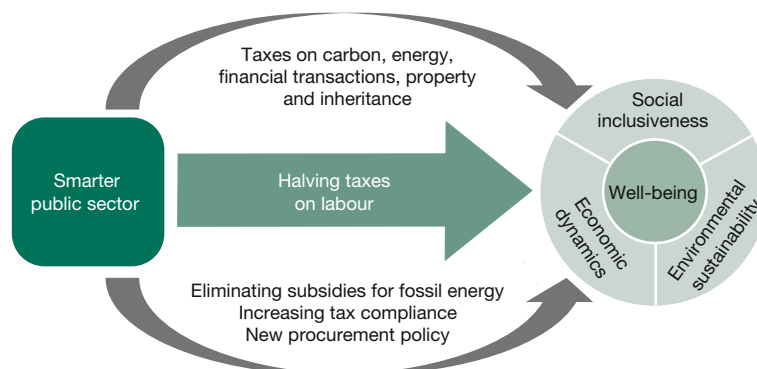 Taxes on carbon, energy,
financial transactions, property
and inheritance
Smarter
public sector
Halving taxes
on labour
Social
inclusiveness
Well-being
Economic
dynamics
Environmental
sustainability
Eliminating subsidies for fossil energy
Increasing tax compliance
New procurement policy